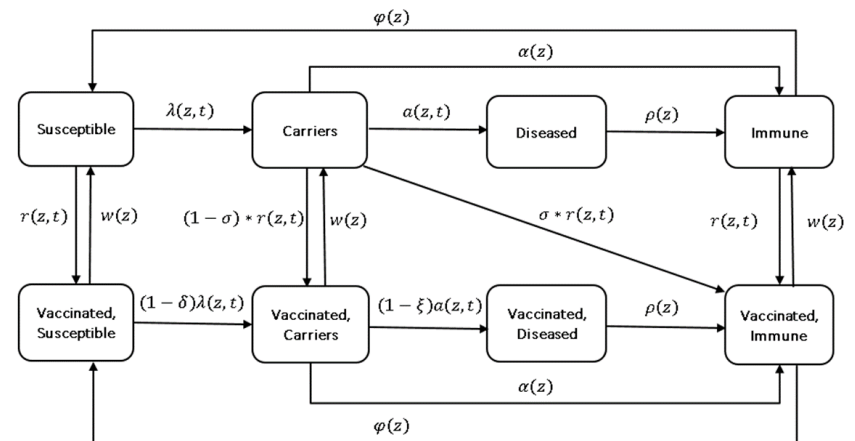 φ(z)
α(z)
Susceptible
λ(z,t)
Carriers
a(z,t)
Diseased
ρ(z)
Immune
r(z,t)
w(z)
(1 − σ) ∗ r(z,t)
w(z)
σ ∗ r(z,t)
r(z,t)
w(z)
Vaccinated,
Susceptible
(1 − δ)λ(z,t)
Vaccinated,
Carriers
(1 − ξ)a(z,t)
Vaccinated,
Diseased
ρ(z)
Vaccinated,
Immune
α(z)
φ(z)